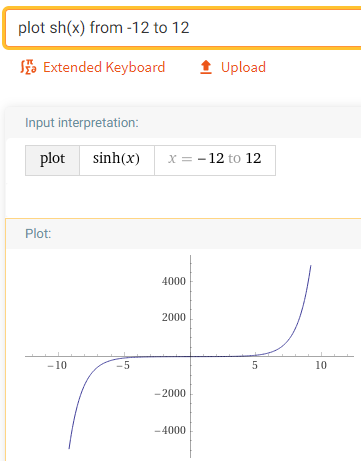 plot sh(x) from -12 to 12
Extended Keyboard Upload
Input interpretation:
plot sinh(x) x = −12 to 12
Plot:
4000
2000
−10 −5 5 10
−2000
−4000